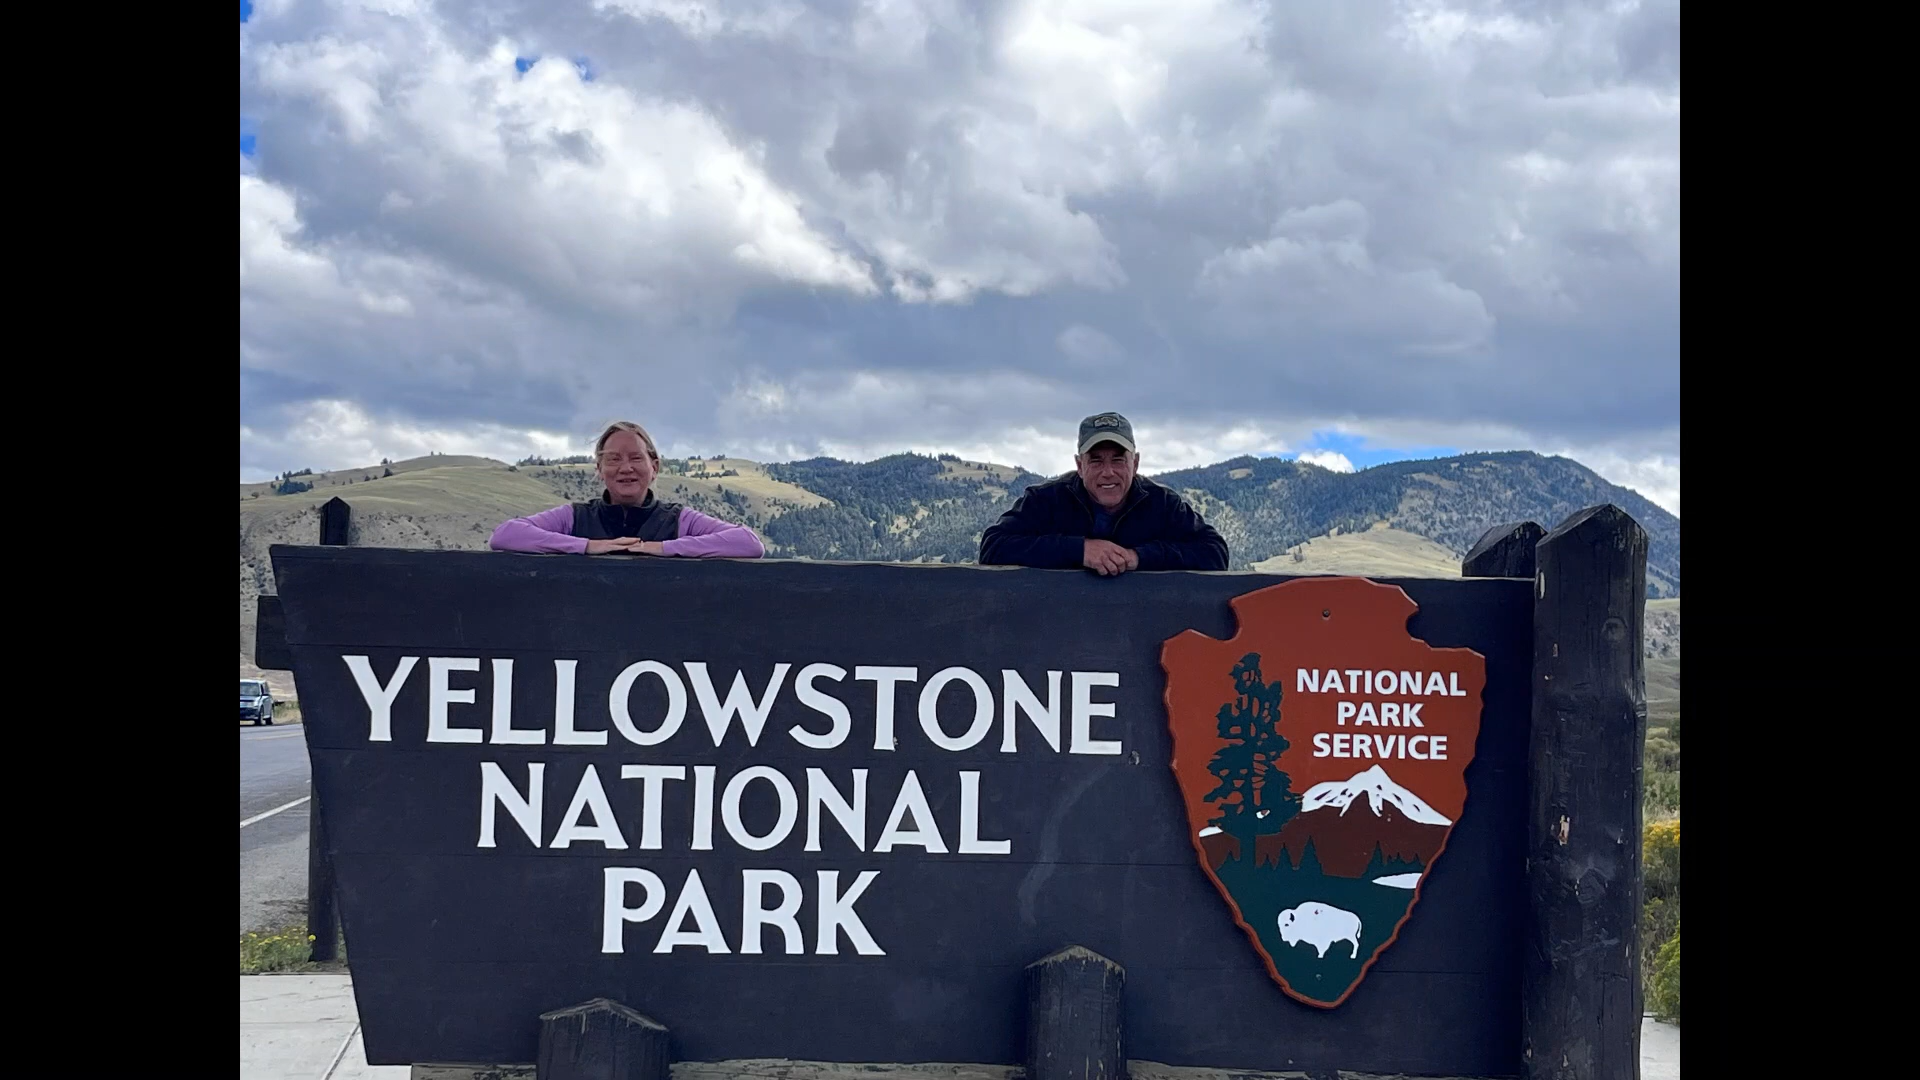 YELLOWSTONE
NATIONAL
PARK
NATIONAL
PARK
SERVICE